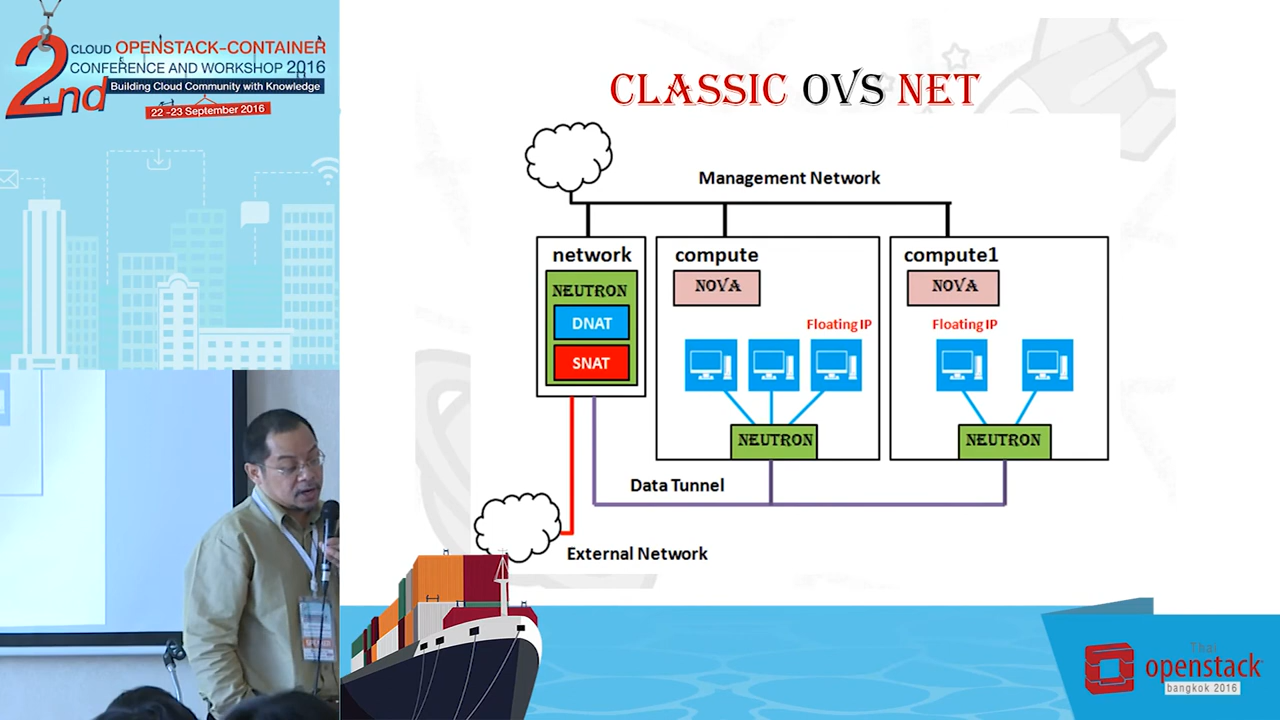 2nd
CLOUD OPENSTACK-CONTAINER
CONFERENCE AND WORKSHOP 2016
Building Cloud Community with Knowledge
22 -23 September 2016
CLASSIC OVS NET
Management Network
network
NEUTRON
DNAT
SNAT
compute
NOVA
Floating IP
NEUTRON
compute1
NOVA
Floating IP
NEUTRON
Data Tunnel
External Network
Thai
openstack
bangkok 2016